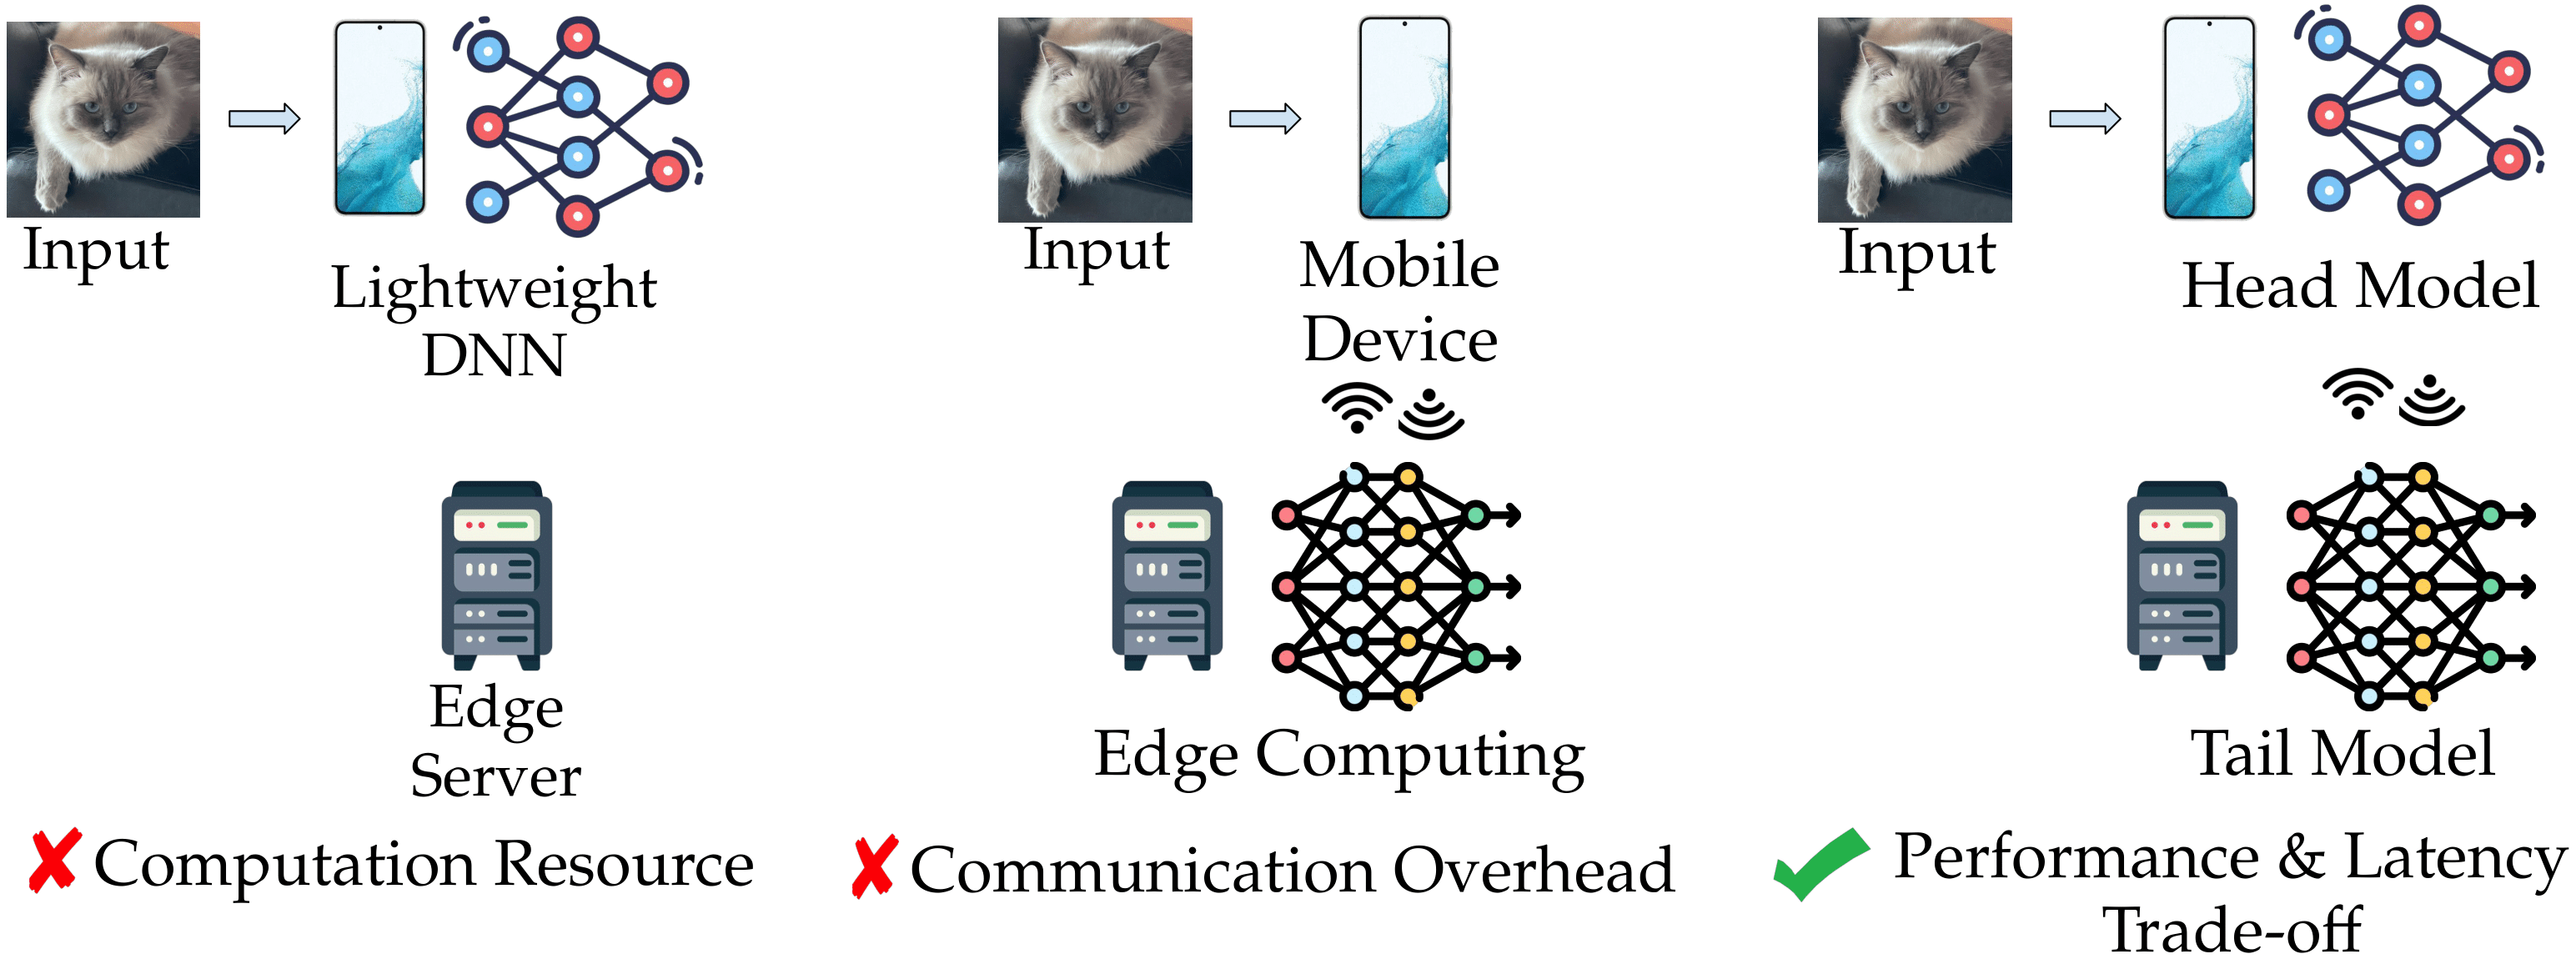 Input
Lightweight
DNN
Edge
Server
✘ Computation Resource
Input
Mobile
Device
Edge Computing
✘ Communication Overhead
Input
Head Model
Tail Model
✔ Performance & Latency
Trade-off